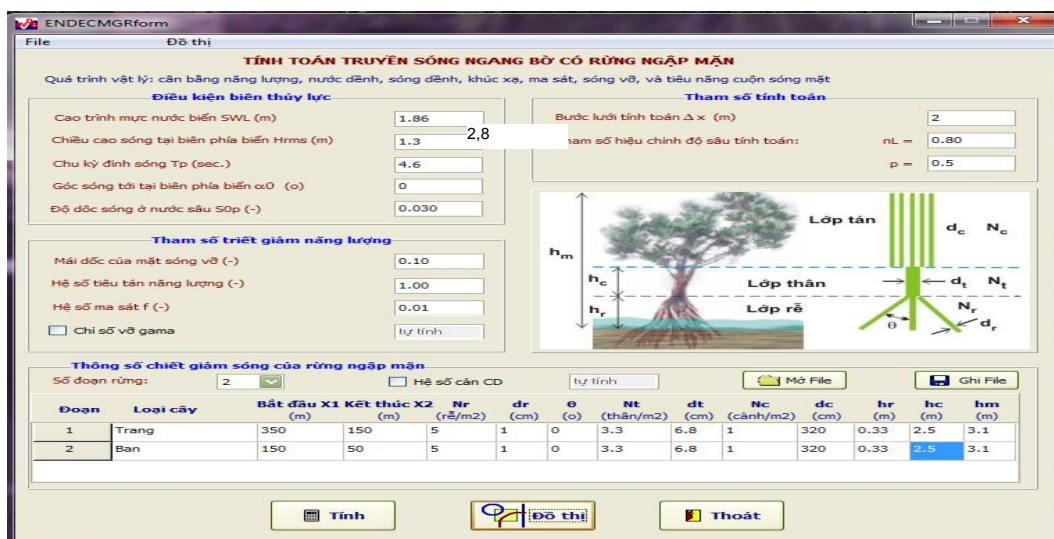 ENDECMGRform
File Đồ thị
TÍNH TOÁN TRUYỀN SÓNG NGANG BỜ CÓ RỪNG NGẬP MẶN
Quá trình vật lý: cân bằng năng lượng, nước dềnh, sóng dềnh, khúc xạ, ma sát, sóng vỡ, và tiêu năng cuộn sóng mặt
Điều kiện biên thủy lực
Cao trình mực nước biển SWL (m) 1.86
Chiều cao sóng tại biên phía biển Hrms (m) 1.3
2,8
Chu kỳ đỉnh sóng Tp (sec.) 4.6
Góc sóng tới tại biên phía biển α0 (o) 0
Độ dốc sóng ở nước sâu S0p (-) 0.030
Tham số tính toán
Bước lưới tính toán Δx (m) 2
ham số hiệu chỉnh độ sâu tính toán: nL = 0.80
p = 0.5
Tham số triết giảm năng lượng
Mái dốc của mặt sóng vỡ (-) 0.10
Hệ số tiêu tán năng lượng (-) 1.00
Hệ số ma sát f (-) 0.01
Chỉ số vỡ gama tự tính
hm hc hr
Lớp tán dc Nc
Lớp thân dt Nt
Lớp rễ θ Nr dr
Thông số chiết giảm sóng của rừng ngập mặn
Số đoạn rừng: 2 Hệ số cản CD tự tính Mở File Ghi File
Đoạn Loại cây Bắt đầu X1 (m) Kết thúc X2 (m) Nr (rễ/m2) dr (cm) θ (o) Nt (thân/m2) dt (cm) Nc (cành/m2) dc (cm) hr (m) hc (m) hm (m)
1 Trang 350 150 5 1 0 3.3 6.8 1 320 0.33 2.5 3.1
2 Ban 150 50 5 1 0 3.3 6.8 1 320 0.33 2.5 3.1
Tính Đồ thị Thoát